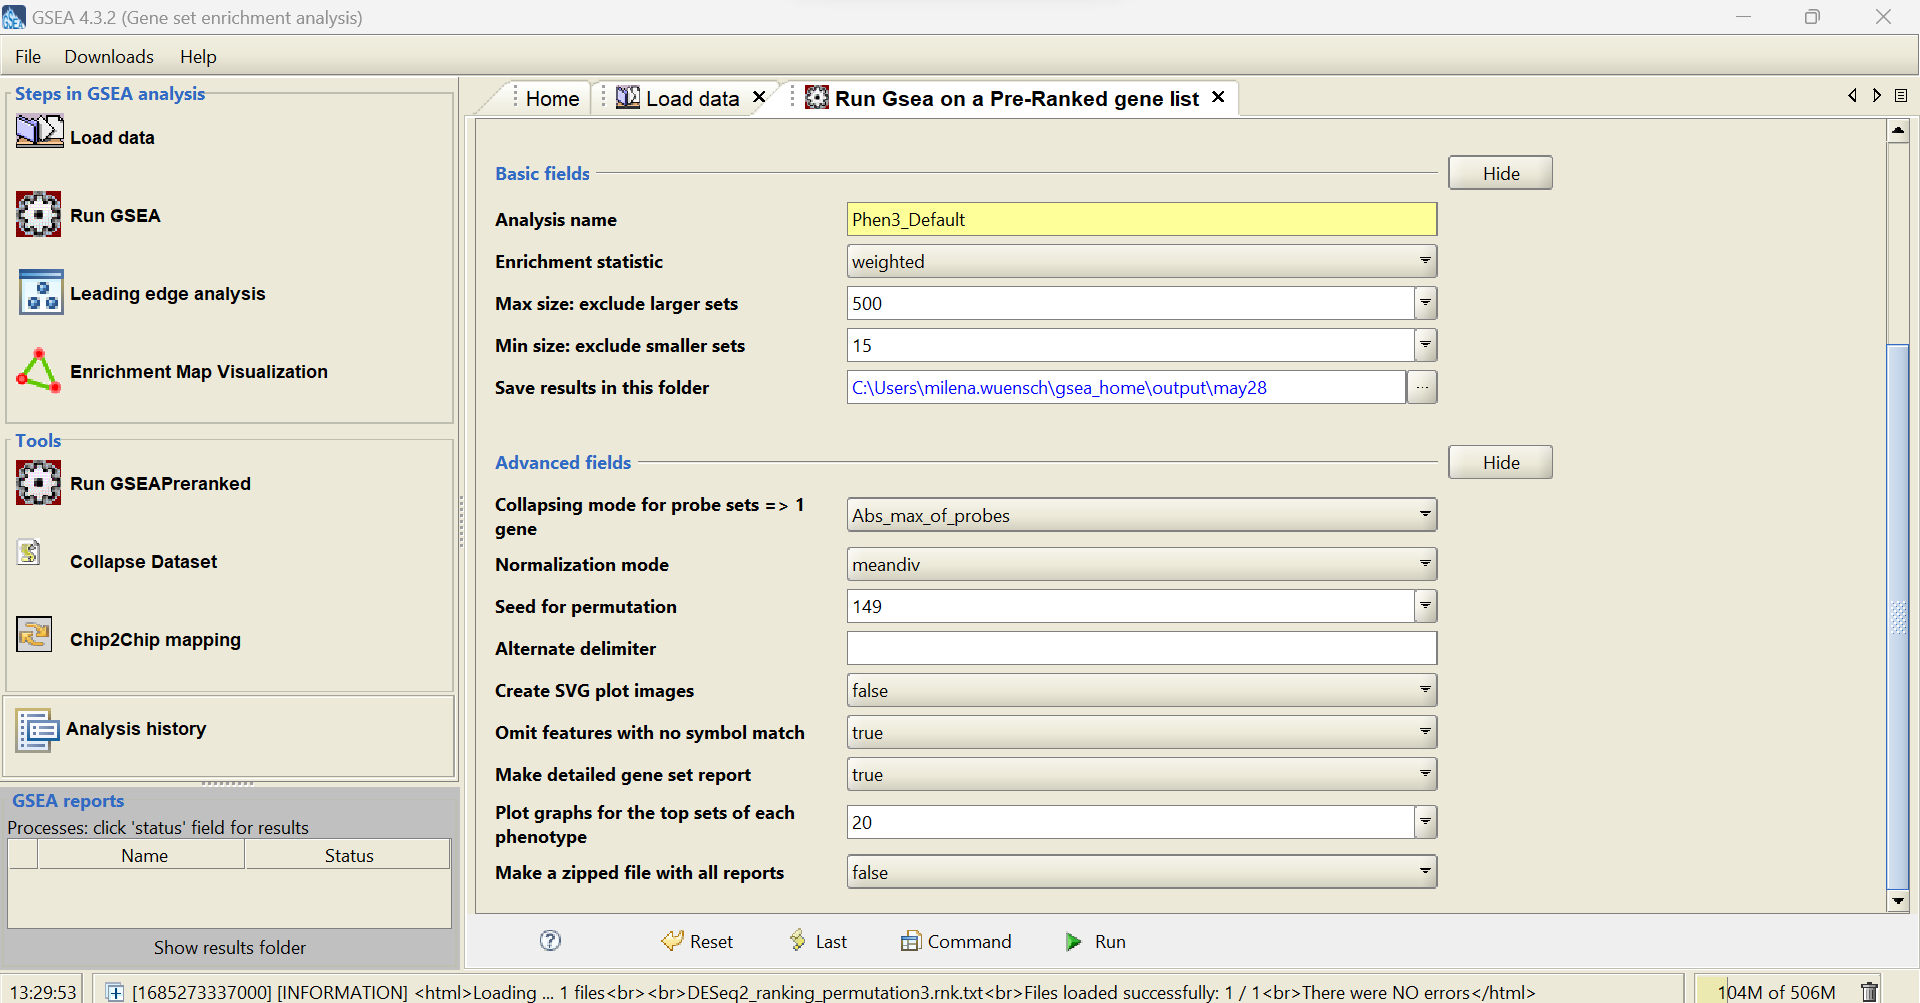 GSEA 4.3.2 (Gene set enrichment analysis)
File Downloads Help
Steps in GSEA analysis
Load data
Run GSEA
Leading edge analysis
Enrichment Map Visualization
Tools
Run GSEAPreranked
Collapse Dataset
Chip2Chip mapping
Analysis history
GSEA reports
Processes: click 'status' field for results
Name Status
Show results folder
Home Load data Run Gsea on a Pre-Ranked gene list
Basic fields Hide
Analysis name Phen3_Default
Enrichment statistic weighted
Max size: exclude larger sets 500
Min size: exclude smaller sets 15
Save results in this folder C:\Users\milena.wuensch\gsea_home\output\may28 ...
Advanced fields Hide
Collapsing mode for probe sets => 1
gene Abs_max_of_probes
Normalization mode meandiv
Seed for permutation 149
Alternate delimiter
Create SVG plot images false
Omit features with no symbol match true
Make detailed gene set report true
Plot graphs for the top sets of each
phenotype 20
Make a zipped file with all reports false
? Reset Last Command Run
13:29:53 [1685273337000] [INFORMATION] <html>Loading ... 1 files<br><br>DESeq2_ranking_permutation3.rnk.txt<br>Files loaded successfully: 1 / 1<br>There were NO errors</html> 104M of 506M